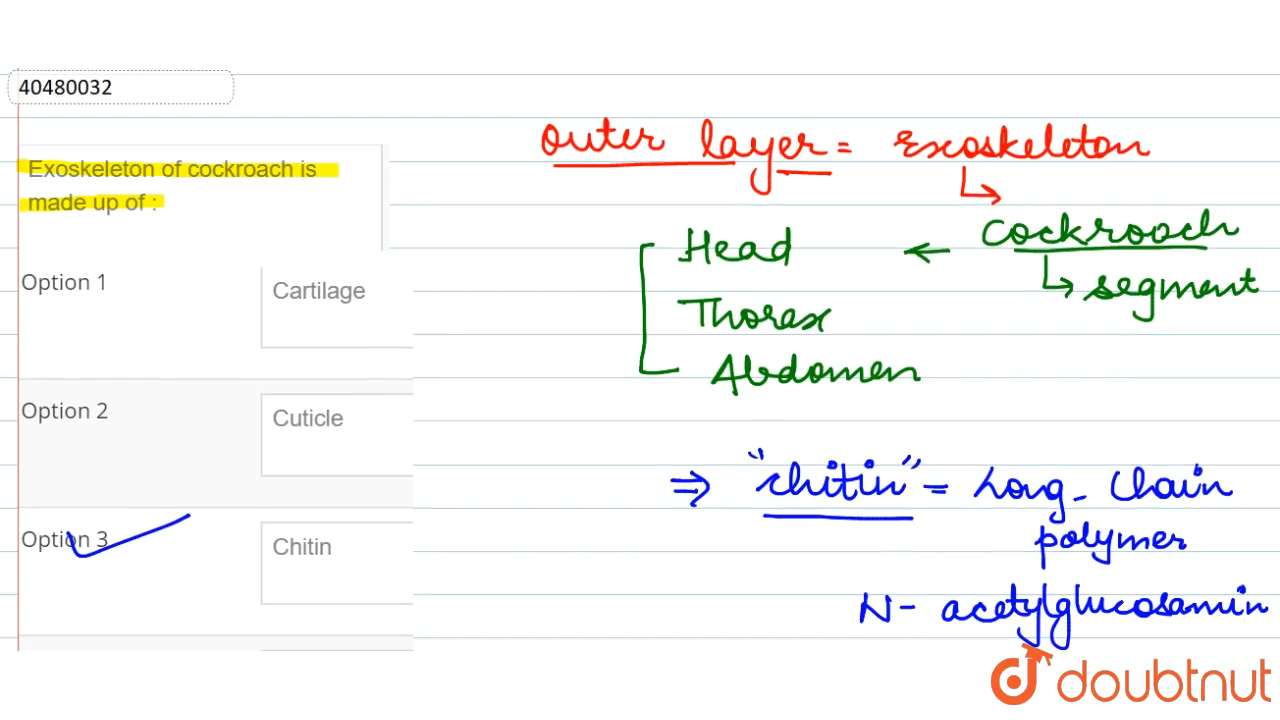 40480032
Exoskeleton of cockroach is
made up of :
Option 1
Cartilage
Option 2
Cuticle
Option 3
Chitin
Outer layer = Exoskeleton
Cockroach
segment
Head
Thorax
Abdomen
⇒ "chitin" = Long - Chain
polymer
N - acetylglucosamin
doubtnut